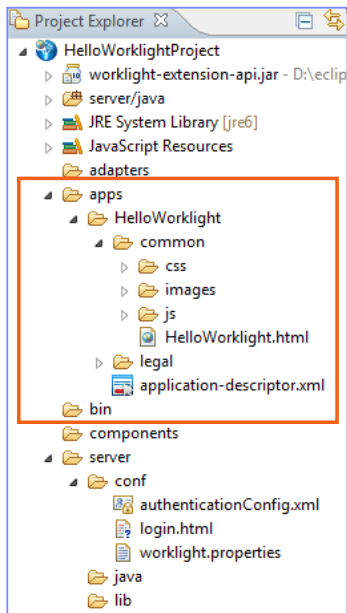 Project Explorer
HelloWorklightProject
worklight-extension-api.jar - D:\eclip
server/java
JRE System Library [jre6]
JavaScript Resources
adapters
apps
HelloWorklight
common
css
images
js
HelloWorklight.html
legal
application-descriptor.xml
bin
components
server
conf
authenticationConfig.xml
login.html
worklight.properties
java
lib